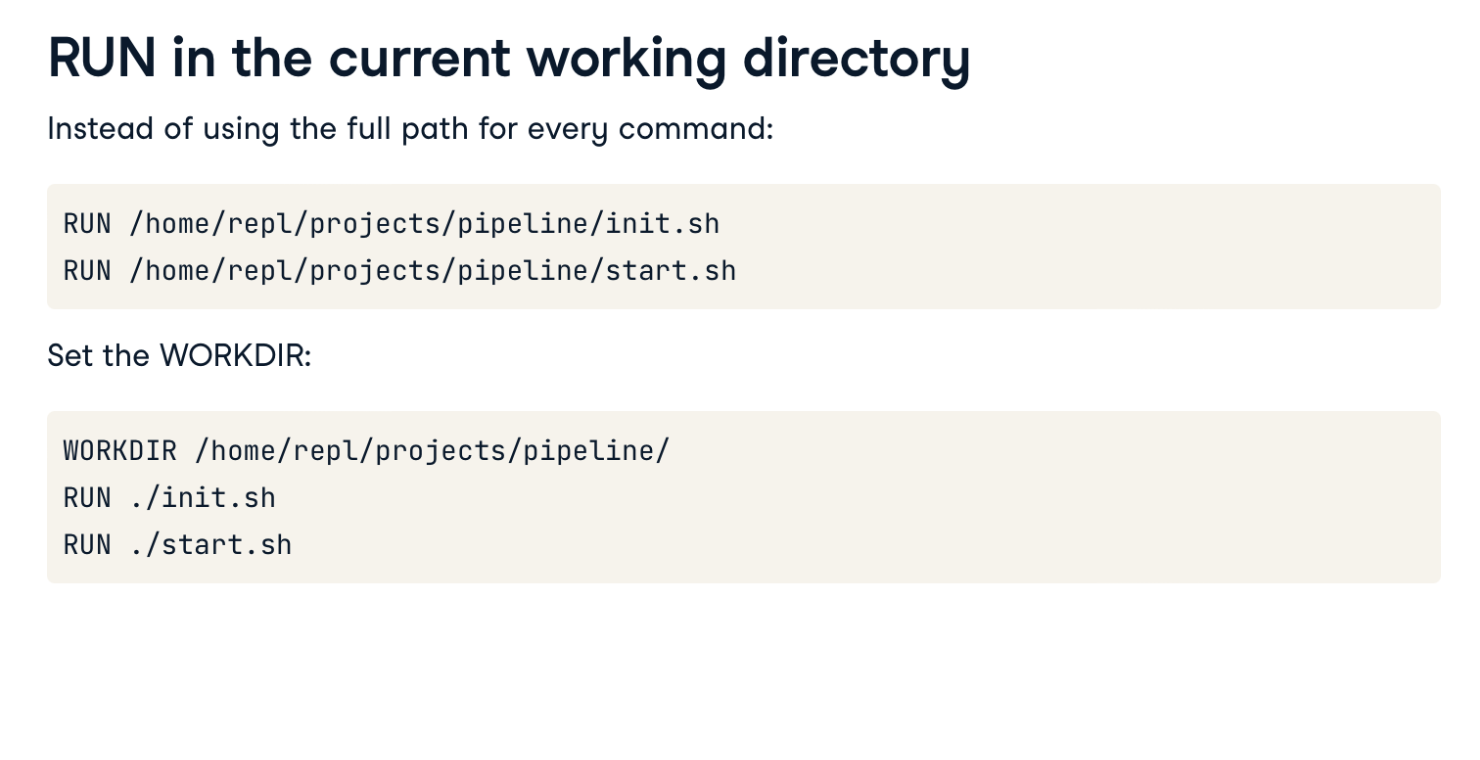 RUN in the current working directory
Instead of using the full path for every command:
RUN /home/repl/projects/pipeline/init.sh
RUN /home/repl/projects/pipeline/start.sh
Set the WORKDIR:
WORKDIR /home/repl/projects/pipeline/
RUN ./init.sh
RUN ./start.sh